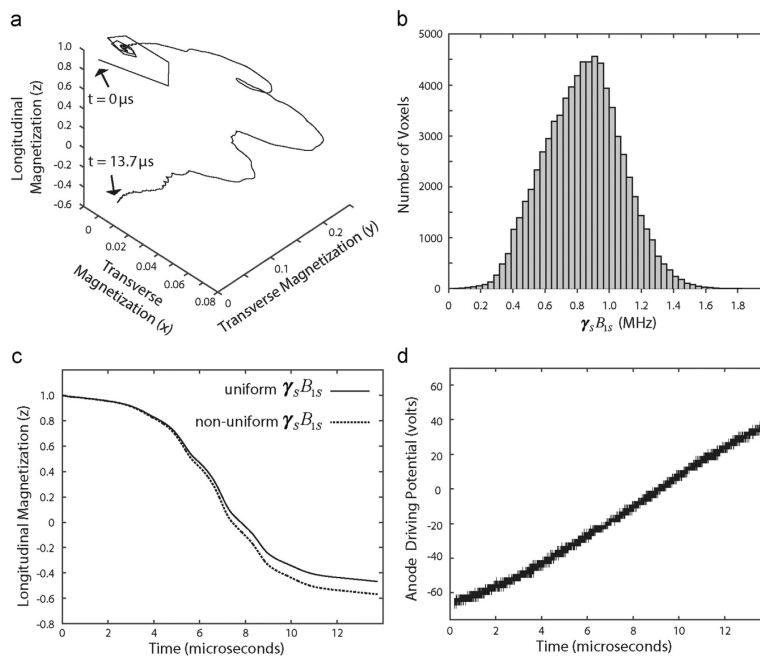 a
Longitudinal
Magnetization (z)
1.0
0.8
0.6
0.4
0.2
0
-0.2
-0.4
-0.6
t = 0 μs
t = 13.7 μs
0
0.02
0.04
0.06
0.08
Transverse
Magnetization (x)
0
0.1
0.2
Transverse Magnetization (y)
b
Number of Voxels
5000
4000
3000
2000
1000
0
0 0.2 0.4 0.6 0.8 1.0 1.2 1.4 1.6 1.8
γsB1s (MHz)
c
Longitudinal Magnetization (z)
1.0
0.8
0.6
0.4
0.2
0
-0.2
-0.4
-0.6
-0.8
uniform γsB1S
non-uniform γsB1S
0 2 4 6 8 10 12
Time (microseconds)
d
Anode Driving Potential (volts)
60
40
20
0
-20
-40
-60
0 2 4 6 8 10 12
Time (microseconds)